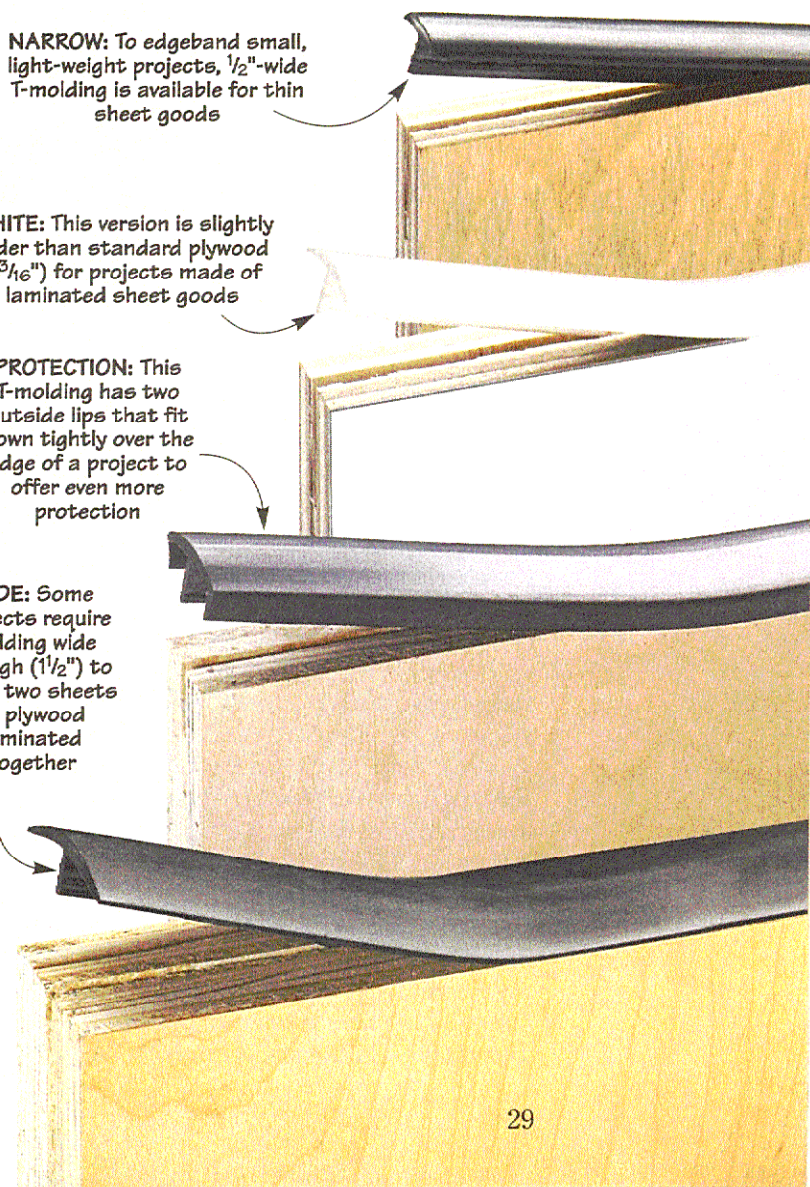 NARROW: To edgeband small,
light-weight projects, 1/2"-wide
T-molding is available for thin
sheet goods
HITE: This version is slightly
der than standard plywood
3/16") for projects made of
laminated sheet goods
PROTECTION: This
T-molding has two
utside lips that fit
own tightly over the
dge of a project to
offer even more
protection
DE: Some
ects require
lding wide
gh (1 1/2") to
two sheets
plywood
minated
ogether
29